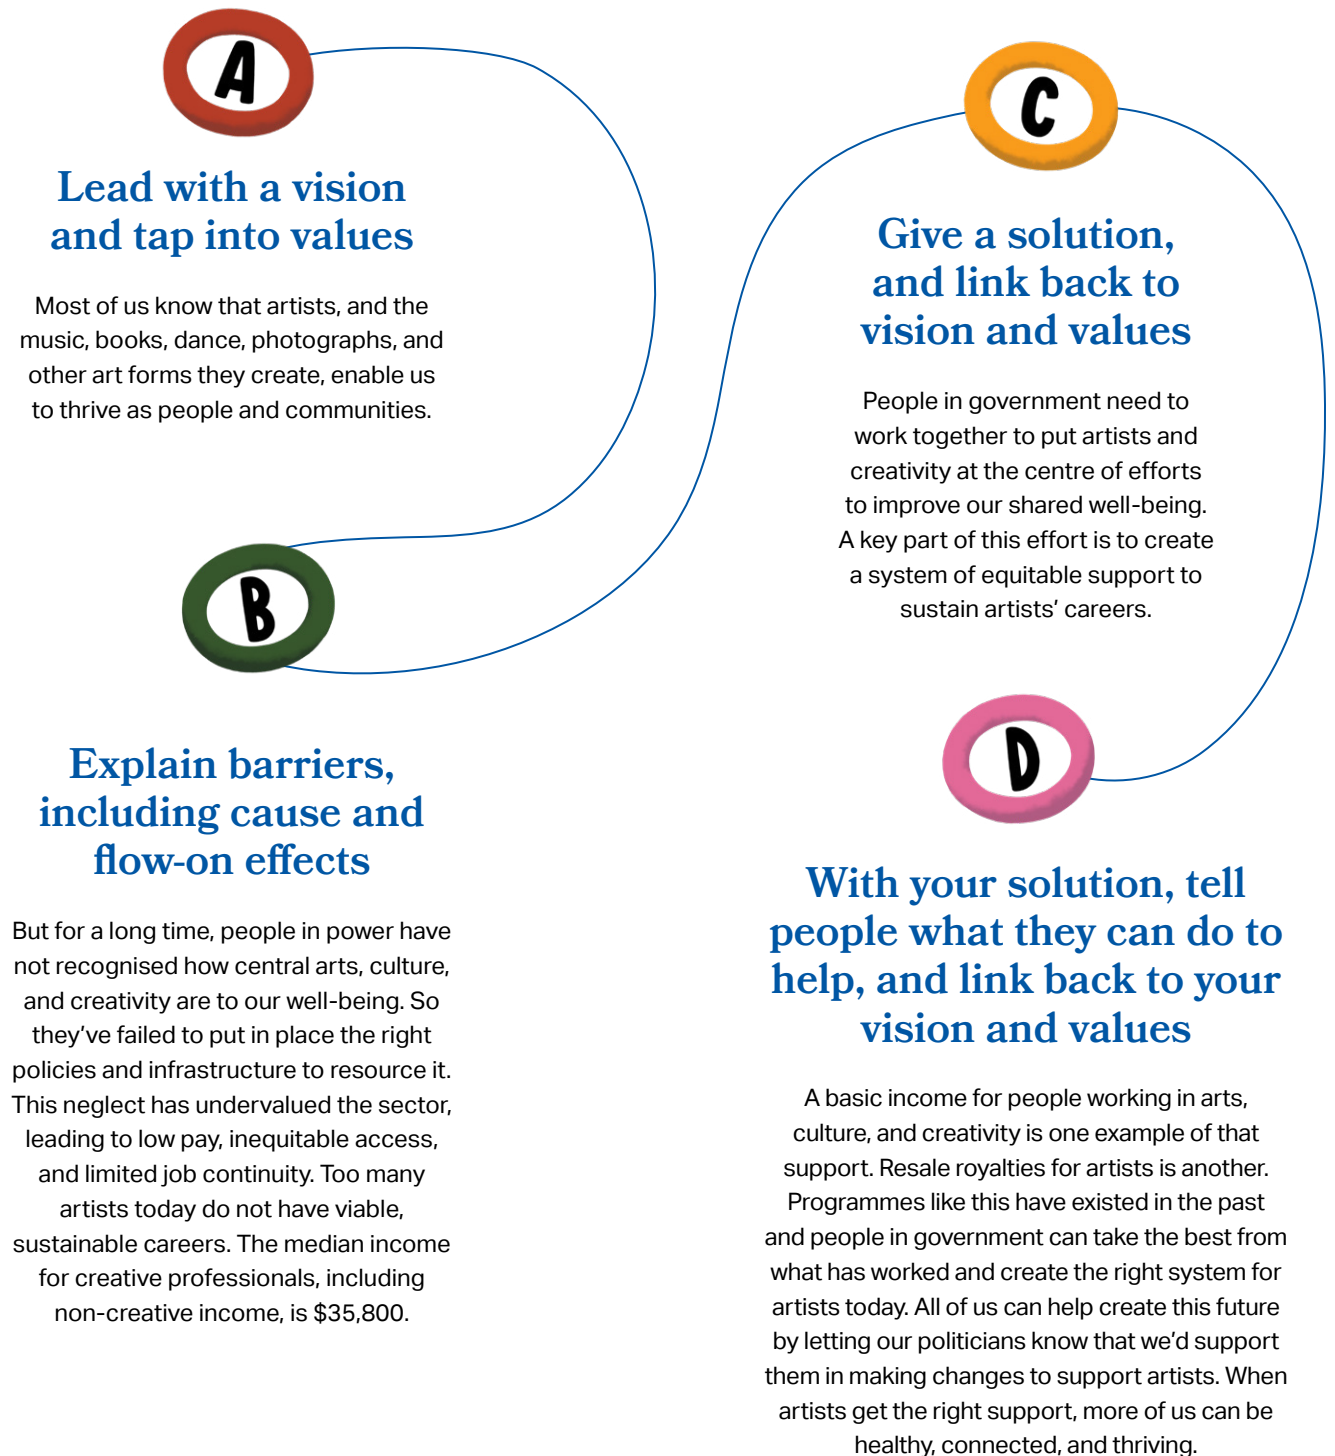 A
Lead with a vision
and tap into values
Most of us know that artists, and the
music, books, dance, photographs, and
other art forms they create, enable us
to thrive as people and communities.
B
Explain barriers,
including cause and
flow-on effects
But for a long time, people in power have
not recognised how central arts, culture,
and creativity are to our well-being. So
they’ve failed to put in place the right
policies and infrastructure to resource it.
This neglect has undervalued the sector,
leading to low pay, inequitable access,
and limited job continuity. Too many
artists today do not have viable,
sustainable careers. The median income
for creative professionals, including
non-creative income, is $35,800.
C
Give a solution,
and link back to
vision and values
People in government need to
work together to put artists and
creativity at the centre of efforts
to improve our shared well-being.
A key part of this effort is to create
a system of equitable support to
sustain artists’ careers.
D
With your solution, tell
people what they can do to
help, and link back to your
vision and values
A basic income for people working in arts,
culture, and creativity is one example of that
support. Resale royalties for artists is another.
Programmes like this have existed in the past
and people in government can take the best from
what has worked and create the right system for
artists today. All of us can help create this future
by letting our politicians know that we’d support
them in making changes to support artists. When
artists get the right support, more of us can be
healthy, connected, and thriving.